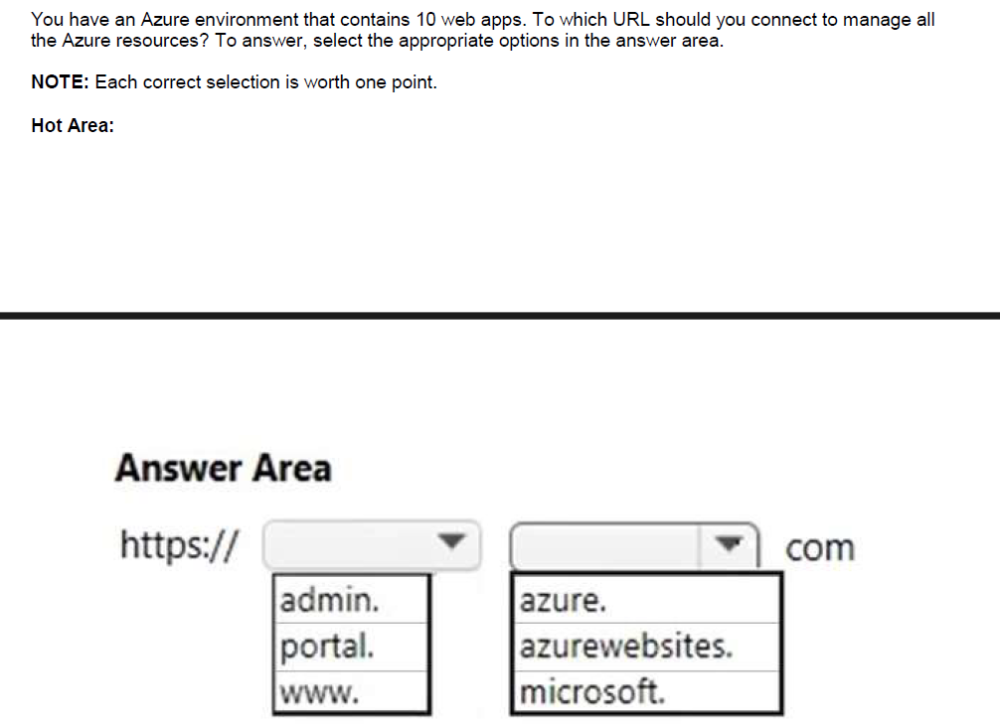 You have an Azure environment that contains 10 web apps. To which URL should you connect to manage all
the Azure resources? To answer, select the appropriate options in the answer area.
NOTE: Each correct selection is worth one point.
Hot Area:
Answer Area
https:// com
admin. azure.
portal. azurewebsites.
www. microsoft.